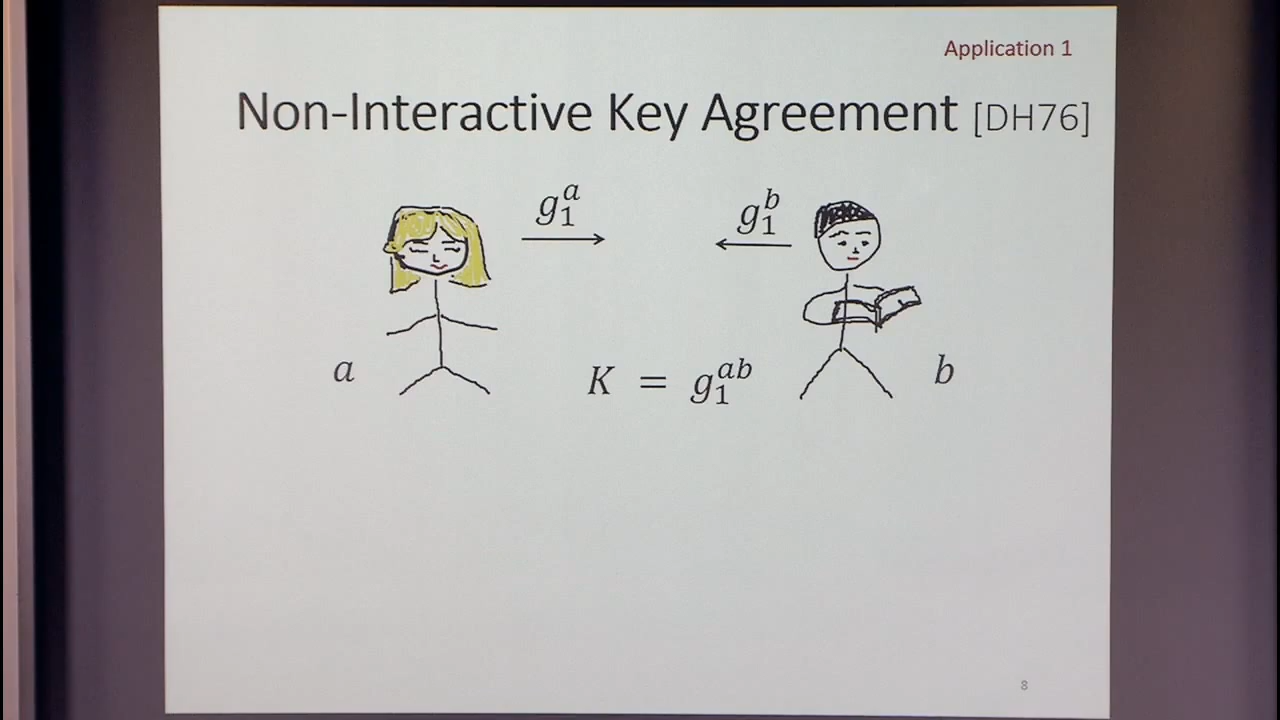 Application 1
Non-Interactive Key Agreement [DH76]
g₁ᵃ
g₁ᵇ
a
K = g₁ᵃᵇ
b
8